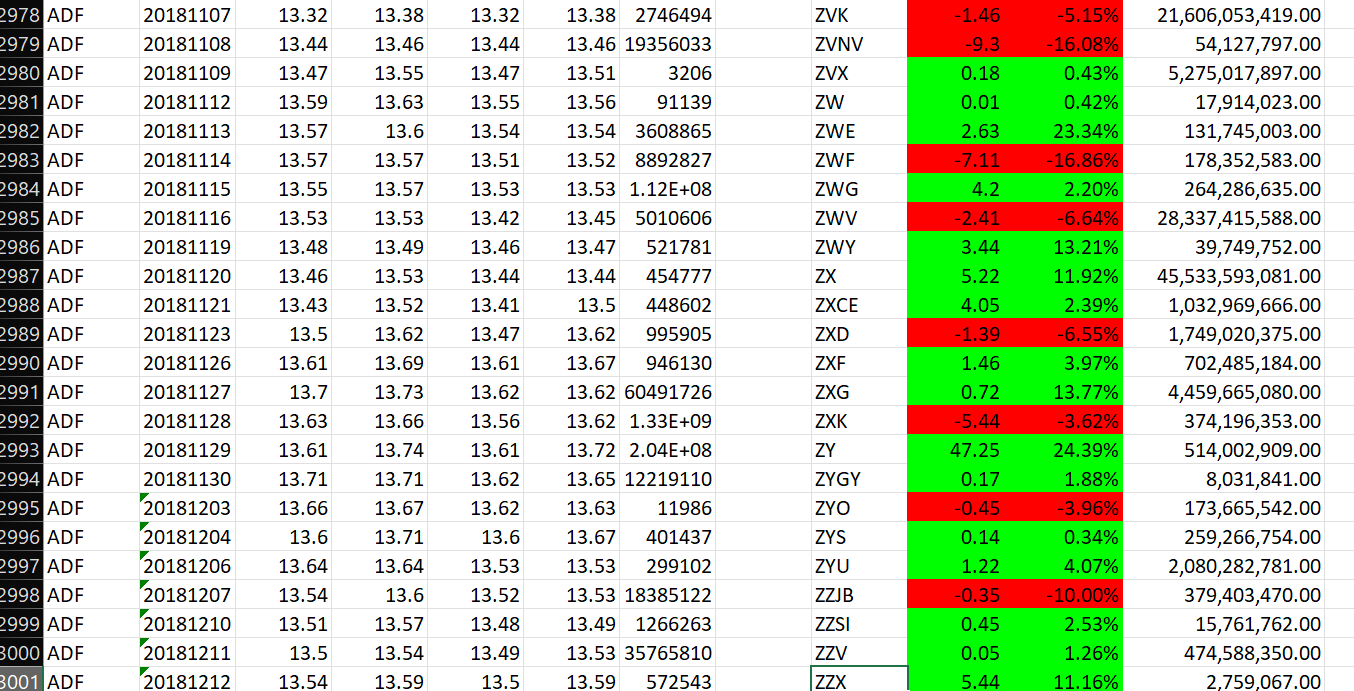 2978 ADF 20181107 13.32 13.38 13.32 13.38 2746494 ZVK -1.46 -5.15% 21,606,053,419.00
2979 ADF 20181108 13.44 13.46 13.44 13.46 19356033 ZVNV -9.3 -16.08% 54,127,797.00
2980 ADF 20181109 13.47 13.55 13.47 13.51 3206 ZVX 0.18 0.43% 5,275,017,897.00
2981 ADF 20181112 13.59 13.63 13.55 13.56 91139 ZW 0.01 0.42% 17,914,023.00
2982 ADF 20181113 13.57 13.6 13.54 13.54 3608865 ZWE 2.63 23.34% 131,745,003.00
2983 ADF 20181114 13.57 13.57 13.51 13.52 8892827 ZWF -7.11 -16.86% 178,352,583.00
2984 ADF 20181115 13.55 13.57 13.53 13.53 1.12E+08 ZWG 4.2 2.20% 264,286,635.00
2985 ADF 20181116 13.53 13.53 13.42 13.45 5010606 ZWV -2.41 -6.64% 28,337,415,588.00
2986 ADF 20181119 13.48 13.49 13.46 13.47 521781 ZWY 3.44 13.21% 39,749,752.00
2987 ADF 20181120 13.46 13.53 13.44 13.44 454777 ZX 5.22 11.92% 45,533,593,081.00
2988 ADF 20181121 13.43 13.52 13.41 13.5 448602 ZXCE 4.05 2.39% 1,032,969,666.00
2989 ADF 20181123 13.5 13.62 13.47 13.62 995905 ZXD -1.39 -6.55% 1,749,020,375.00
2990 ADF 20181126 13.61 13.69 13.61 13.67 946130 ZXF 1.46 3.97% 702,485,184.00
2991 ADF 20181127 13.7 13.73 13.62 13.62 60491726 ZXG 0.72 13.77% 4,459,665,080.00
2992 ADF 20181128 13.63 13.66 13.56 13.62 1.33E+09 ZXK -5.44 -3.62% 374,196,353.00
2993 ADF 20181129 13.61 13.74 13.61 13.72 2.04E+08 ZY 47.25 24.39% 514,002,909.00
2994 ADF 20181130 13.71 13.71 13.62 13.65 12219110 ZYGY 0.17 1.88% 8,031,841.00
2995 ADF 20181203 13.66 13.67 13.62 13.63 11986 ZYO -0.45 -3.96% 173,665,542.00
2996 ADF 20181204 13.6 13.71 13.6 13.67 401437 ZYS 0.14 0.34% 259,266,754.00
2997 ADF 20181206 13.64 13.64 13.53 13.53 299102 ZYU 1.22 4.07% 2,080,282,781.00
2998 ADF 20181207 13.54 13.6 13.52 13.53 18385122 ZZJB -0.35 -10.00% 379,403,470.00
2999 ADF 20181210 13.51 13.57 13.48 13.49 1266263 ZZSI 0.45 2.53% 15,761,762.00
3000 ADF 20181211 13.5 13.54 13.49 13.53 35765810 ZZV 0.05 1.26% 474,588,350.00
3001 ADF 20181212 13.54 13.59 13.5 13.59 572543 ZZX 5.44 11.16% 2,759,067.00